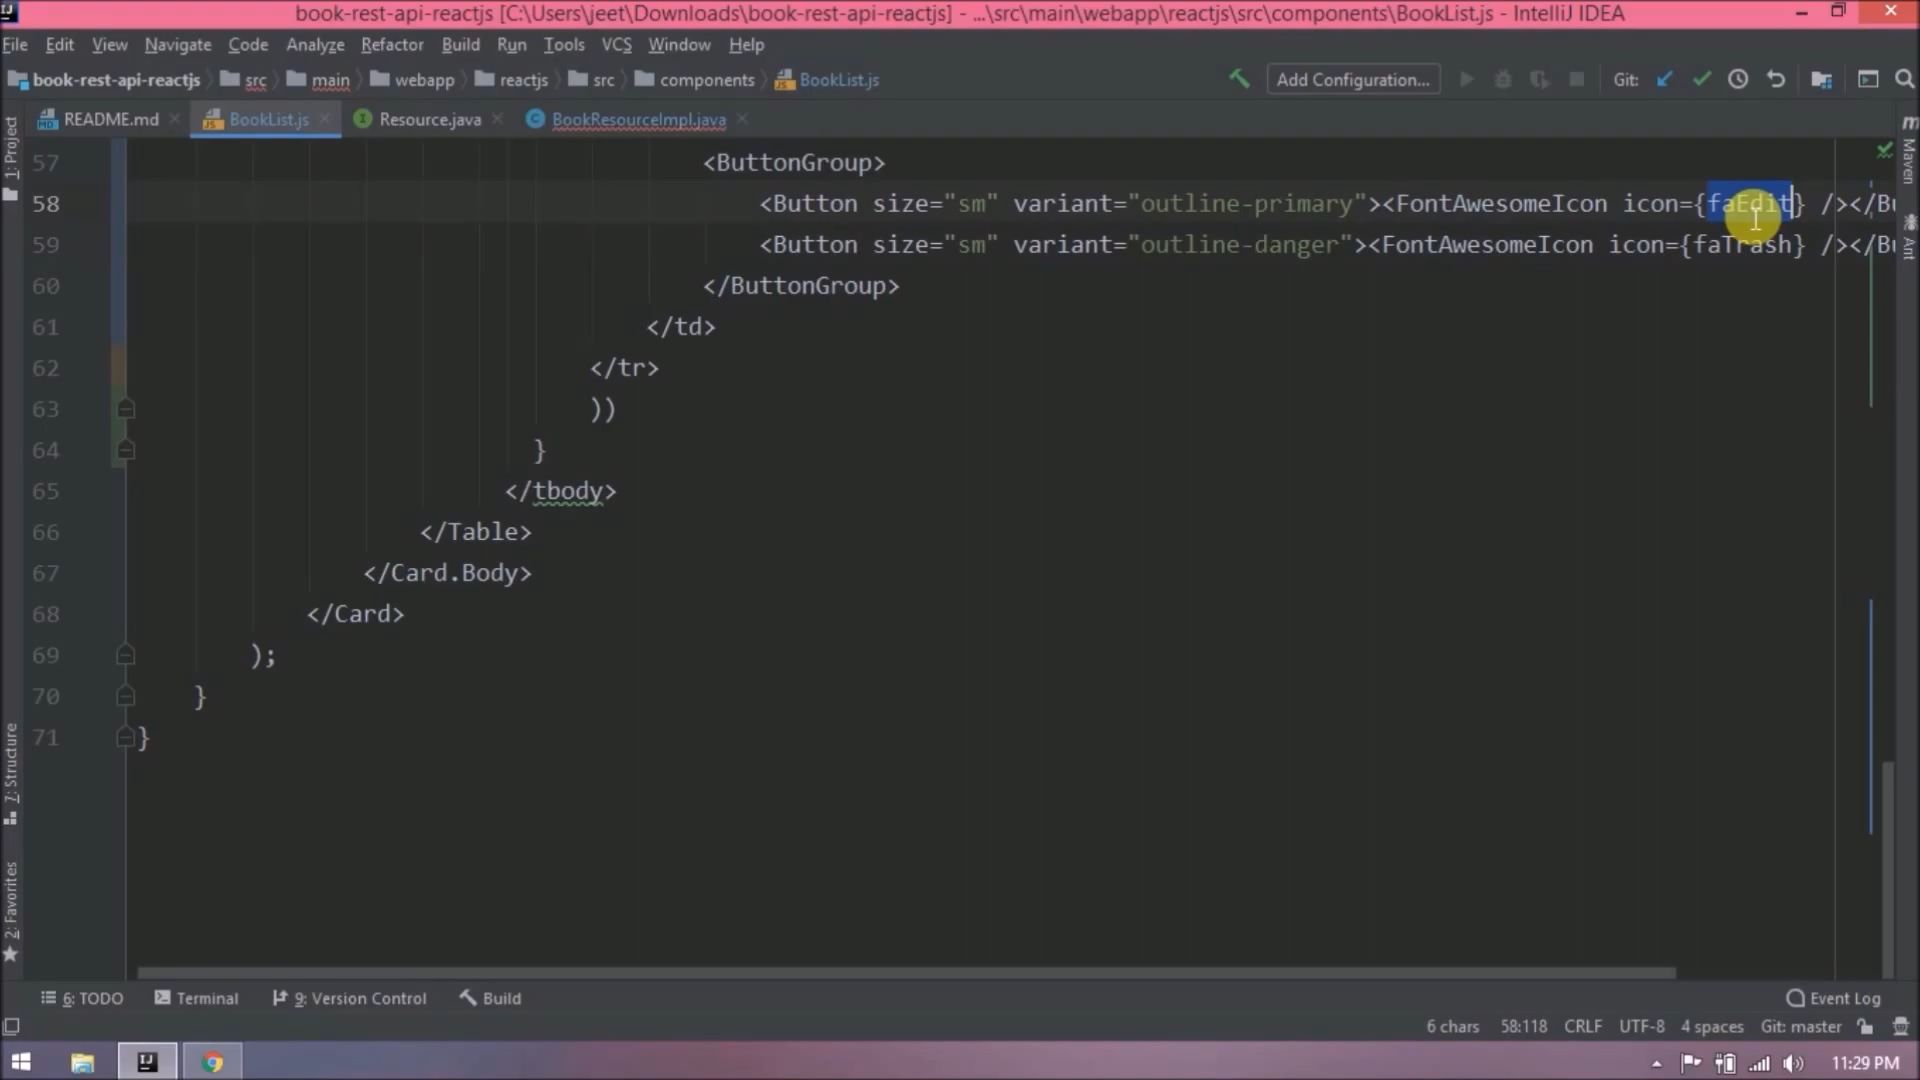 book-rest-api-reactjs [C:\Users\jeet\Downloads\book-rest-api-reactjs] - ...\src\main\webapp\reactjs\src\components\BookList.js - IntelliJ IDEA
File Edit View Navigate Code Analyze Refactor Build Run Tools VCS Window Help
book-rest-api-reactjs src main webapp reactjs src components BookList.js Add Configuration... Git:
README.md BookList.js Resource.java BookResourceImpl.java
1: Project
7: Structure
2: Favorites
Maven
Ant
57 <ButtonGroup>
58 <Button size="sm" variant="outline-primary"><FontAwesomeIcon icon={faEdit} /></Bu
59 <Button size="sm" variant="outline-danger"><FontAwesomeIcon icon={faTrash} /></Bu
60 </ButtonGroup>
61 </td>
62 </tr>
63 ))
64 }
65 </tbody>
66 </Table>
67 </Card.Body>
68 </Card>
69 );
70 }
71 }
6: TODO Terminal 9: Version Control Build Event Log
6 chars 58:118 CRLF UTF-8 4 spaces Git: master
11:29 PM